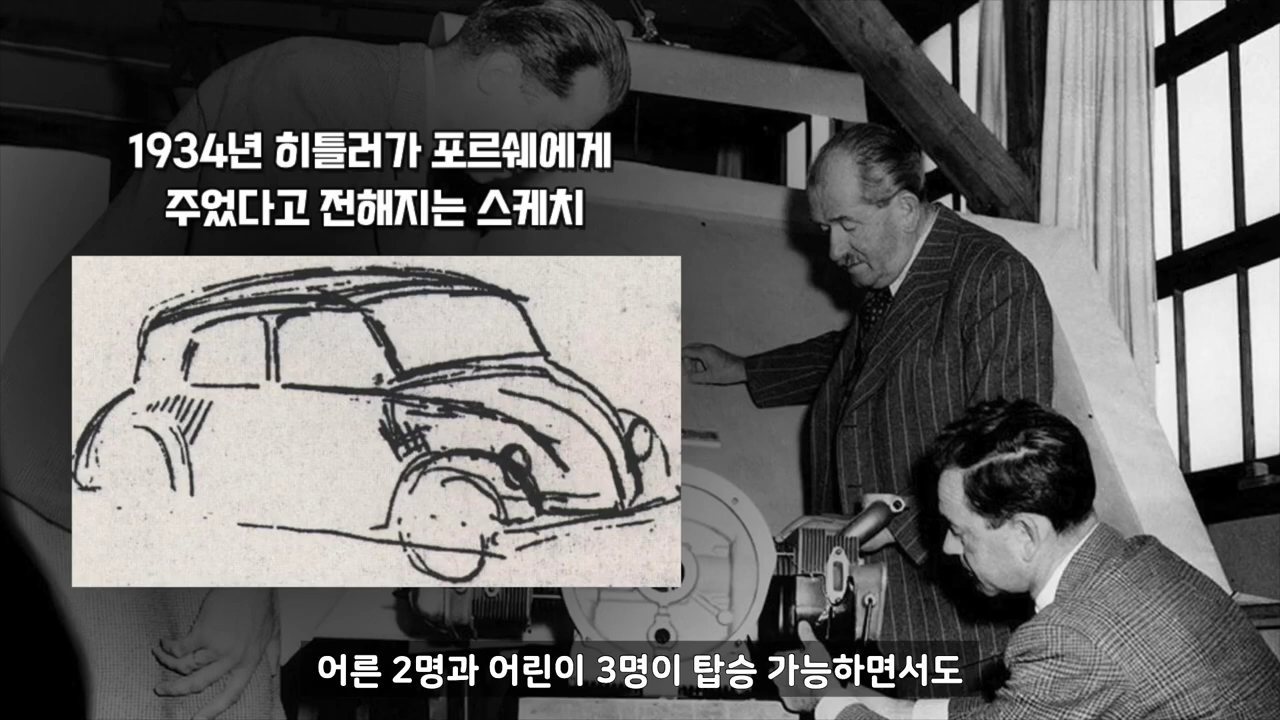 1934년 히틀러가 포르쉐에게
주었다고 전해지는 스케치
어른 2명과 어린이 3명이 탑승 가능하면서도